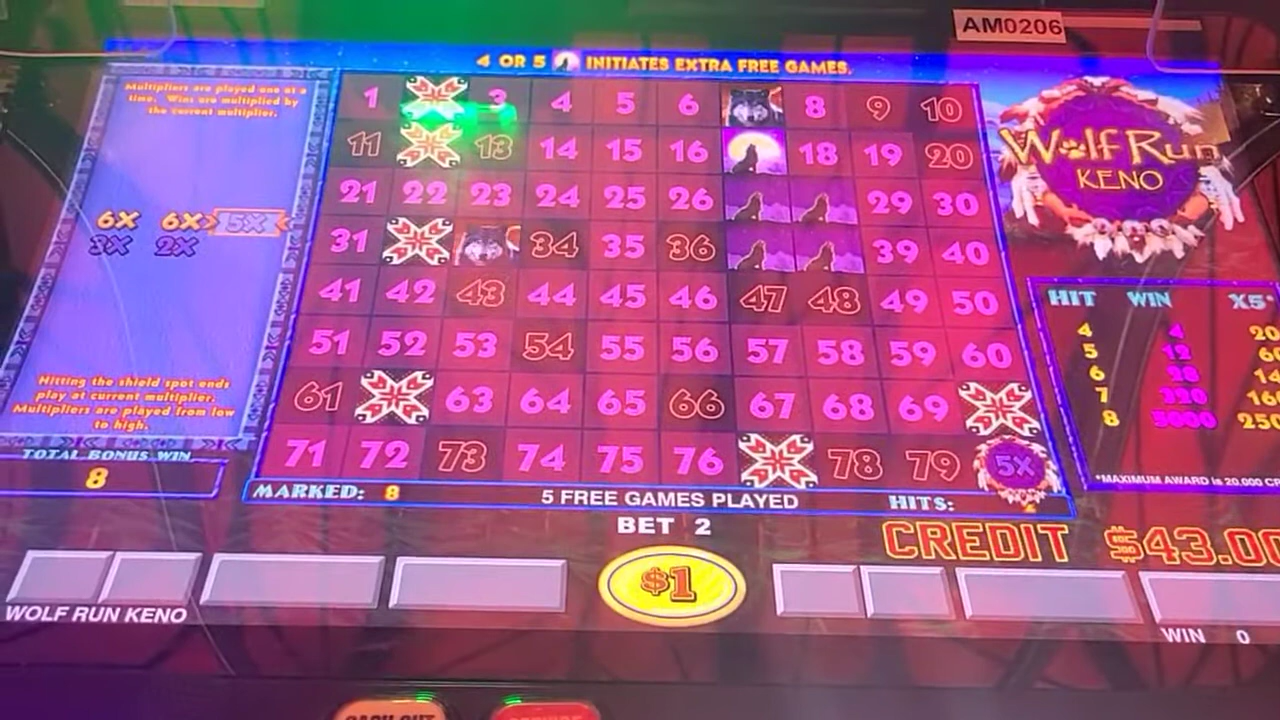 AM0206
4 OR 5 INITIATES EXTRA FREE GAMES.
Multipliers are played one at a
time. Wins are multiplied by
the current multiplier.
6X 6X 5X
3X 2X
Hitting the shield spot ends
play at current multiplier.
Multipliers are played from low
to high.
TOTAL BONUS WIN
8
1 3 4 5 6 8 9 10
11 13 14 15 16 18 19 20
21 22 23 24 25 26 29 30
31 34 35 36 39 40
41 42 43 44 45 46 47 48 49 50
51 52 53 54 55 56 57 58 59 60
61 63 64 65 66 67 68 69
71 72 73 74 75 76 78 79 5X
MARKED: 8 5 FREE GAMES PLAYED HITS:
Wolf Run
KENO
HIT WIN X5
4 4 20
5 12
6
7 320
8 5000
*MAXIMUM AWARD is 20,000
BET 2
CREDIT $43.00
$1
WOLF RUN KENO
WIN 0
CASH OUT
SERVICE